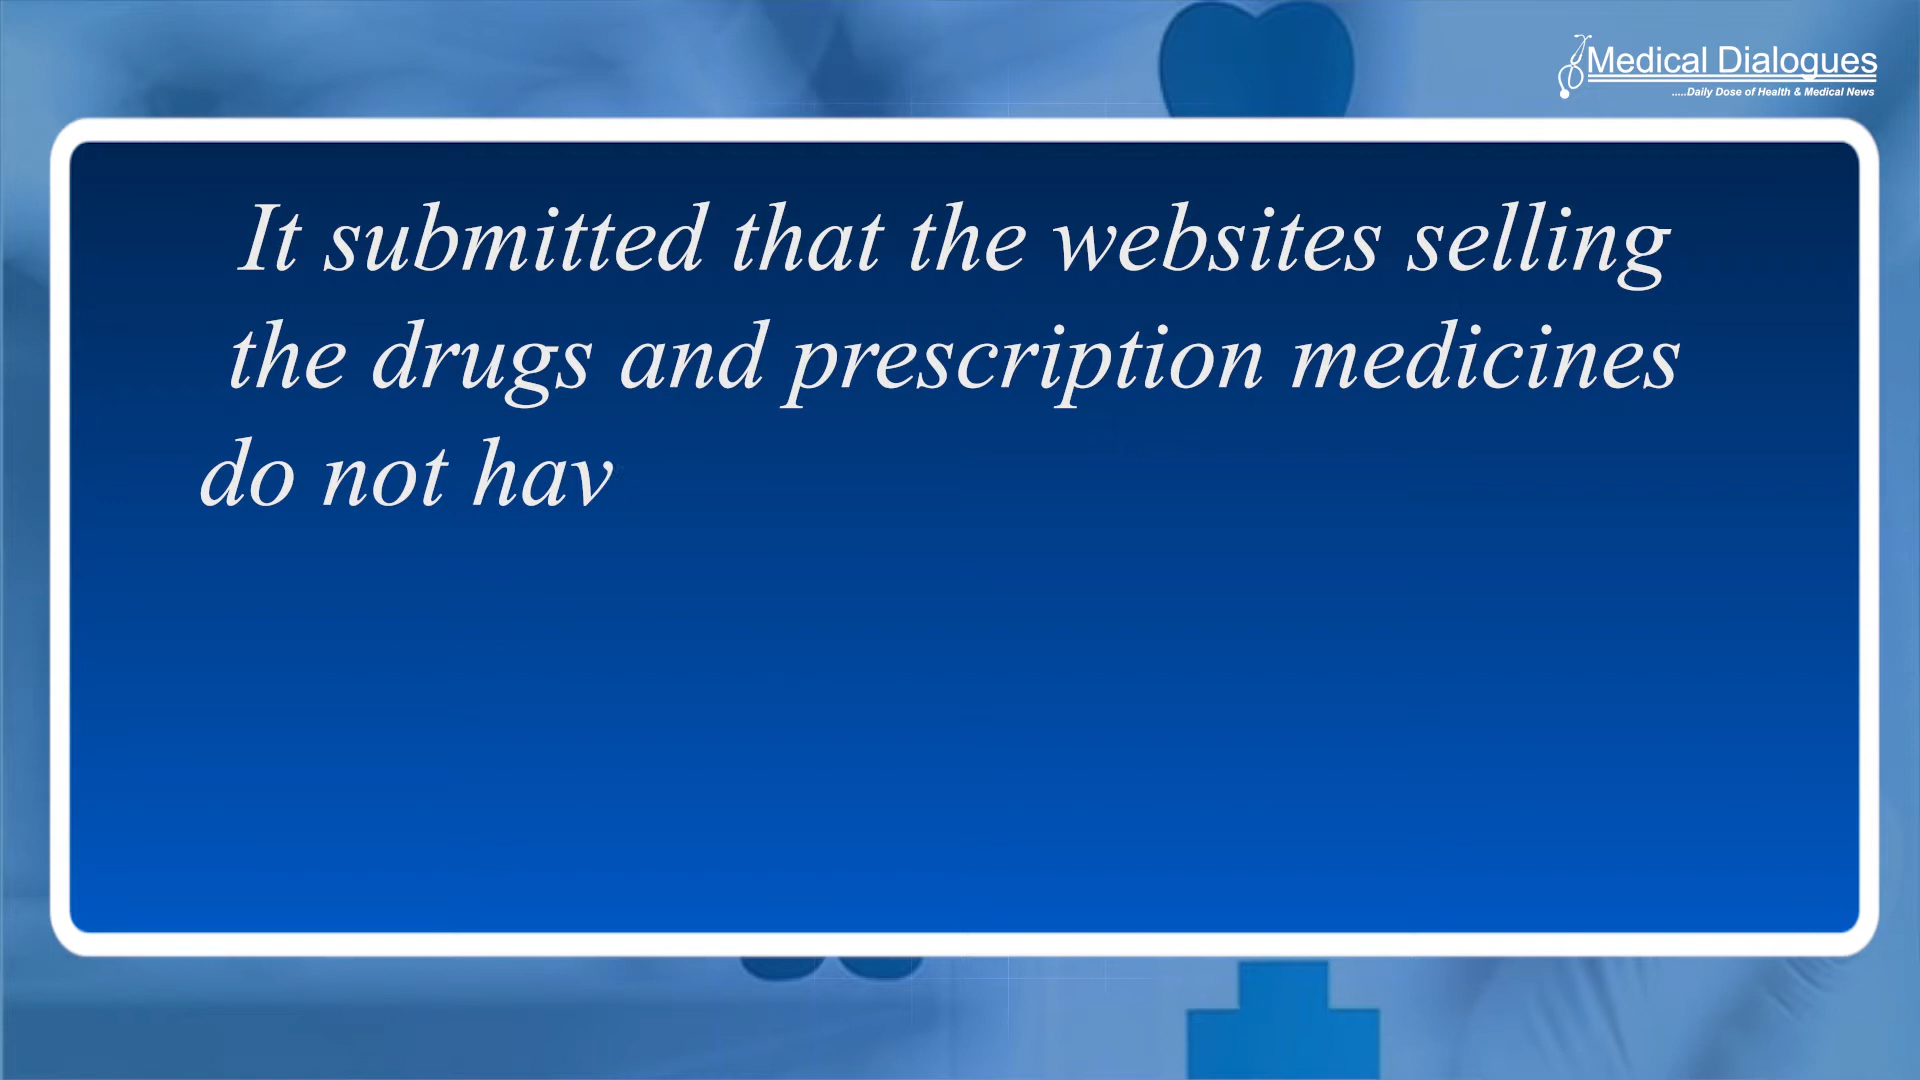 Medical Dialogues
.....Daily Dose of Health & Medical News
It submitted that the websites selling
the drugs and prescription medicines
do not hav